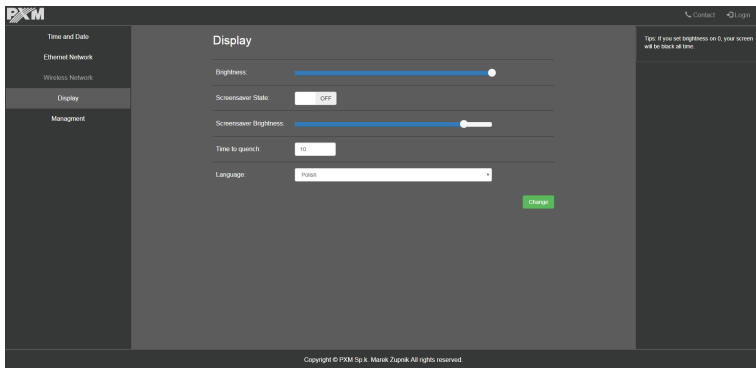 PXM
Contact Login
Time and Date
Ethernet Network
Wireless Network
Display
Managment
Display
Brightness:
Screensaver State: OFF
Screensaver Brightness:
Time to quench: 10
Language: Polish
Change
Tips: If you set brightness on 0, your screen
will be black all time.
Copyright © PXM Sp.k. Marek Żupnik All rights reserved.